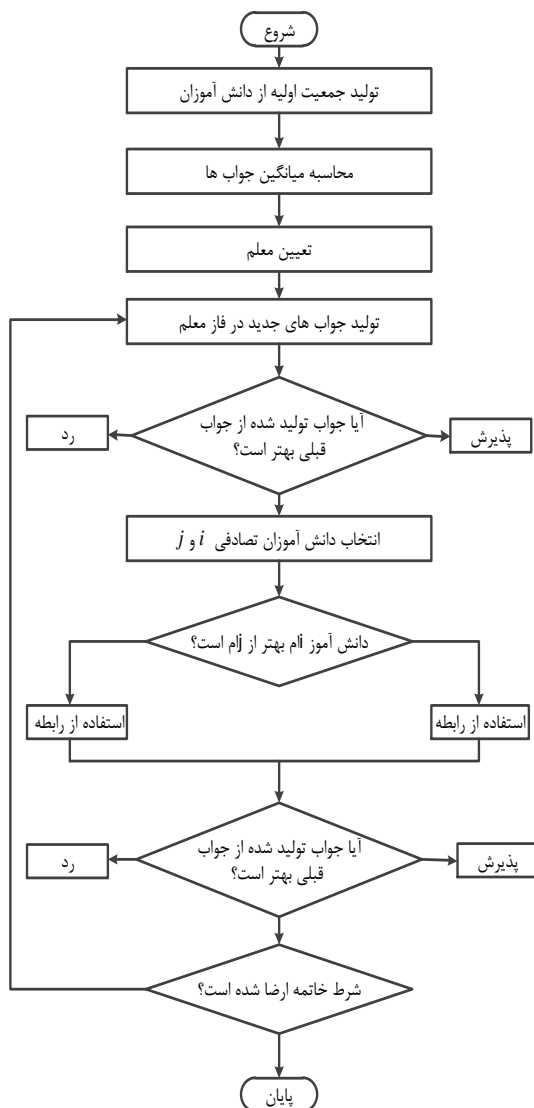 شروع
تولید جمعیت اولیه از دانش آموزان
محاسبه میانگین جواب ها
تعیین معلم
تولید جواب های جدید در فاز معلم
آیا جواب تولید شده از جواب
قبلی بهتر است؟
پذیرش
رد
انتخاب دانش آموزان تصادفی i و j
دانش آموز iام بهتر از jام است؟
استفاده از رابطه
استفاده از رابطه
آیا جواب تولید شده از جواب
قبلی بهتر است؟
پذیرش
رد
شرط خاتمه ارضا شده است؟
پایان